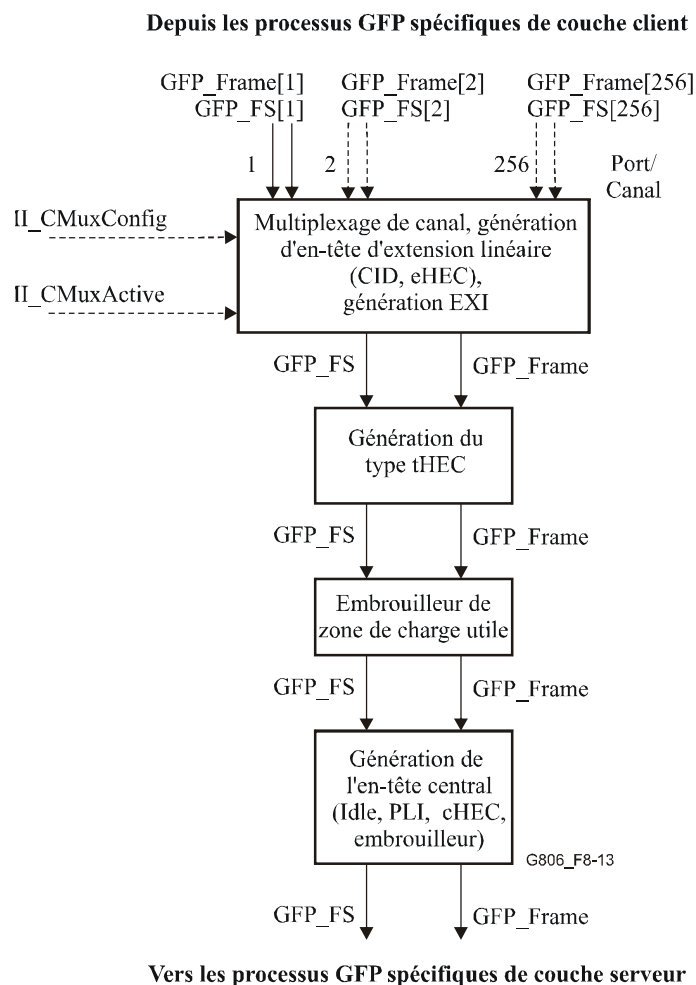 Depuis les processus GFP spécifiques de couche client
GFP_Frame[1] GFP_Frame[2] GFP_Frame[256]
GFP_FS[1] GFP_FS[2] GFP_FS[256]
1 2 256 Port/
Canal
II_CMuxConfig
Multiplexage de canal, génération
d'en-tête d'extension linéaire
(CID, eHEC),
génération EXI
II_CMuxActive
GFP_FS GFP_Frame
Génération du
type tHEC
GFP_FS GFP_Frame
Embrouilleur de
zone de charge utile
GFP_FS GFP_Frame
Génération de
l'en-tête central
(Idle, PLI, cHEC,
embrouilleur)
G806_F8-13
GFP_FS GFP_Frame
Vers les processus GFP spécifiques de couche serveur